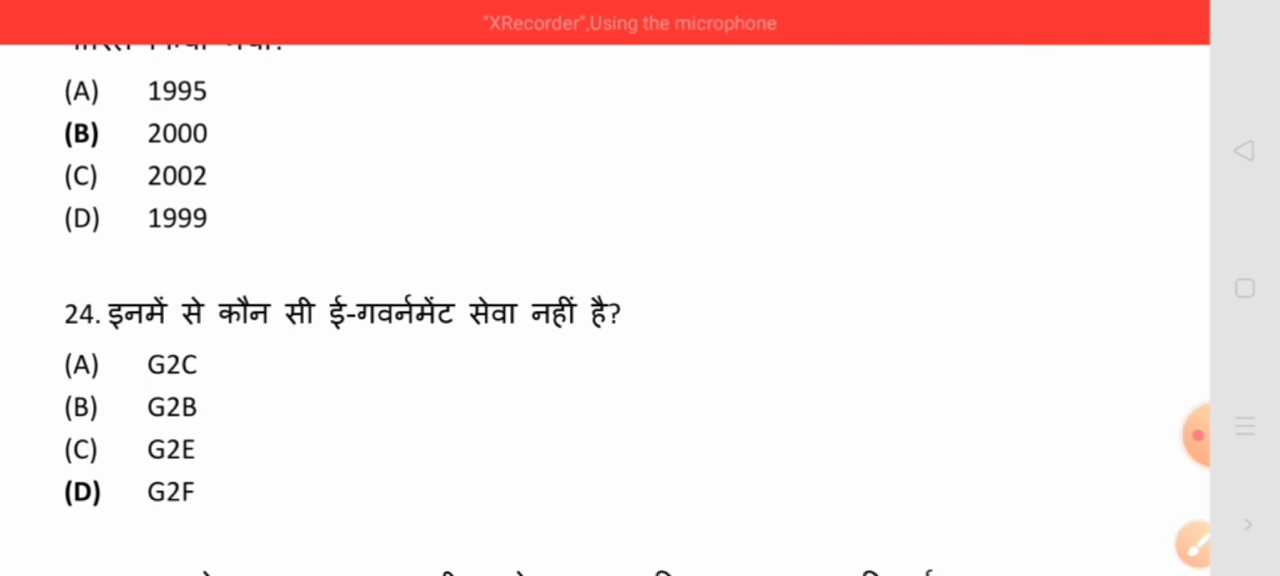 "XRecorder",Using the microphone
(A) 1995
(B) 2000
(C) 2002
(D) 1999
24. इनमें से कौन सी ई-गवर्नमेंट सेवा नहीं है?
(A) G2C
(B) G2B
(C) G2E
(D) G2F